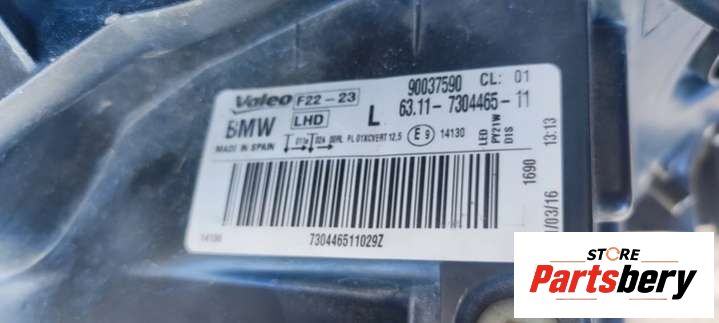 Valeo F22-23 90037590 CL: 01
BMW LHD L 63.11-7304465-11
MADE IN SPAIN 02A E9 14130
LED
PY21W
D1S
1690 13:13
/03/16
14130
730446511029Z
STORE
Partsbery